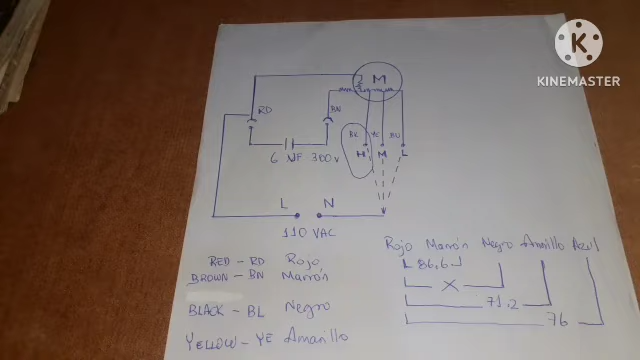 K
KINEMASTER
M
RD
BN
BK YE BU
6 MF 300V
H M L
L N
110 VAC
Rojo Marrón Negro Amarillo Azul
86,6
X
71,2
76
RED - RD Rojo
BROWN - BN Marrón
BLACK - BL Negro
YELLOW - YE Amarillo